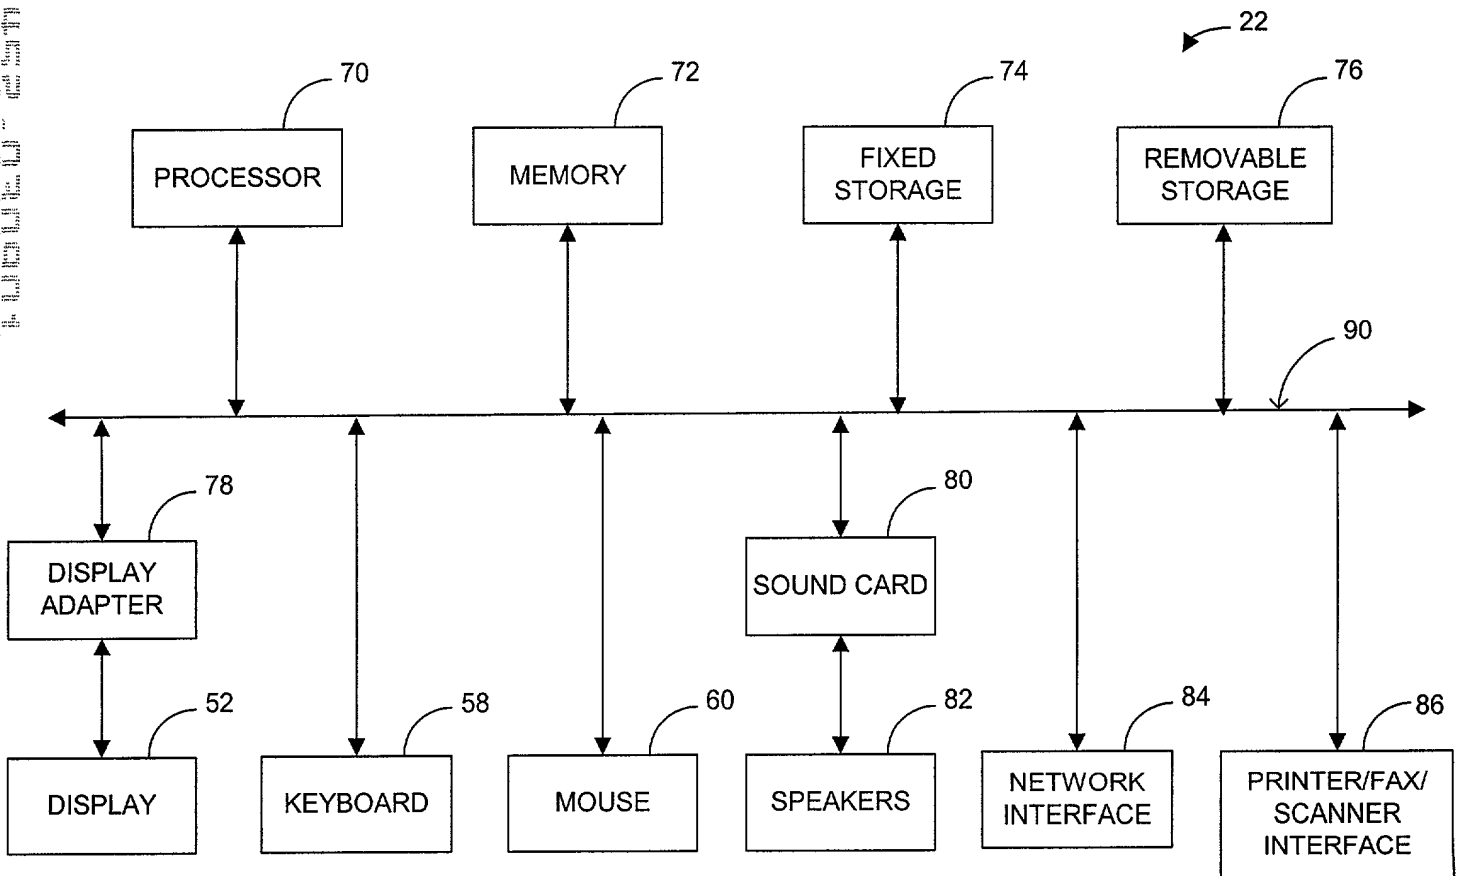 22
70
72
74
76
PROCESSOR
MEMORY
FIXED
STORAGE
REMOVABLE
STORAGE
90
78
80
DISPLAY
ADAPTER
SOUND CARD
52
58
60
82
84
86
DISPLAY
KEYBOARD
MOUSE
SPEAKERS
NETWORK
INTERFACE
PRINTER/FAX/
SCANNER
INTERFACE